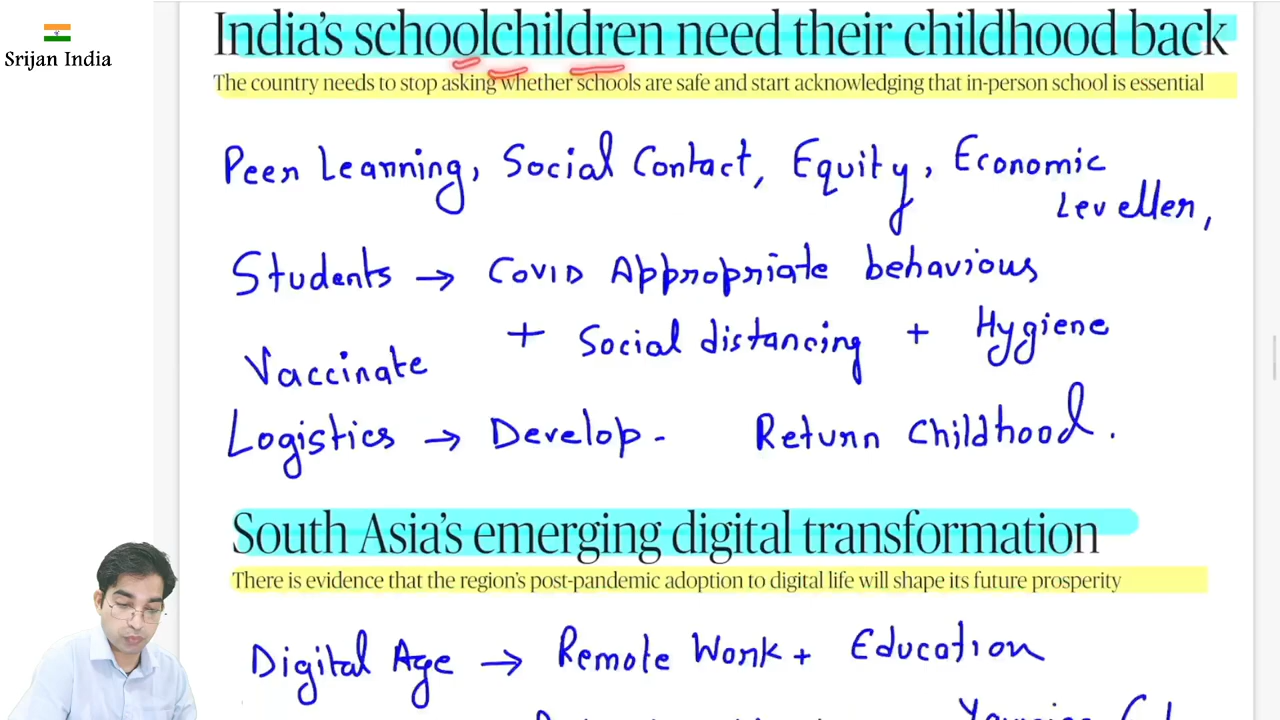 Srijan India
India's schoolchildren need their childhood back
The country needs to stop asking whether schools are safe and start acknowledging that in-person school is essential
Peer Learning, Social Contact, Equity, Economic
Leveller,
Students → COVID Appropriate behavious
+ Social distancing + Hygiene
Vaccinate
Logistics → Develop - Return Childhood.
South Asia's emerging digital transformation
There is evidence that the region's post-pandemic adoption to digital life will shape its future prosperity
Digital Age → Remote Work + Education